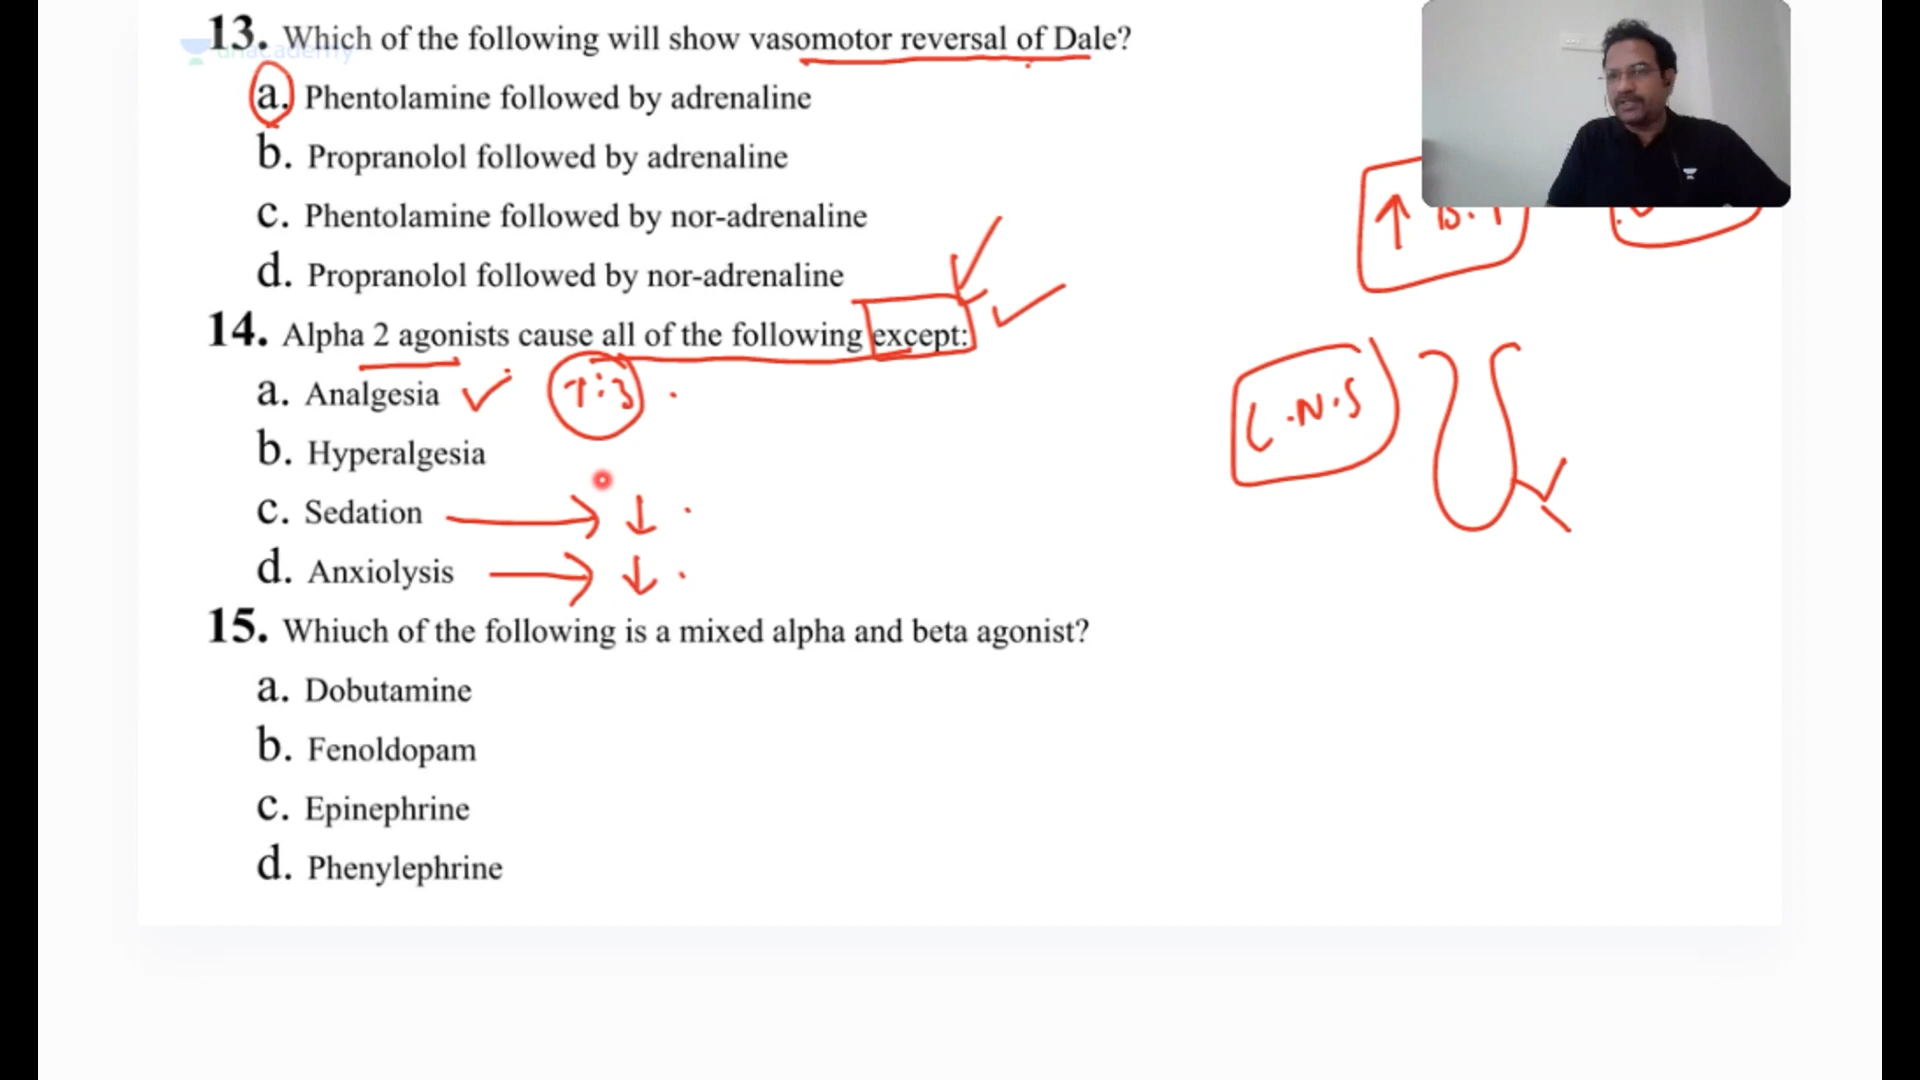 13. Which of the following will show vasomotor reversal of Dale?
unacademy
a. Phentolamine followed by adrenaline
b. Propranolol followed by adrenaline
c. Phentolamine followed by nor-adrenaline
↑ B.P
d. Propranolol followed by nor-adrenaline
14. Alpha 2 agonists cause all of the following except:
a. Analgesia
C.N.S
b. Hyperalgesia
c. Sedation → ↓
d. Anxiolysis → ↓
15. Whiuch of the following is a mixed alpha and beta agonist?
a. Dobutamine
b. Fenoldopam
c. Epinephrine
d. Phenylephrine